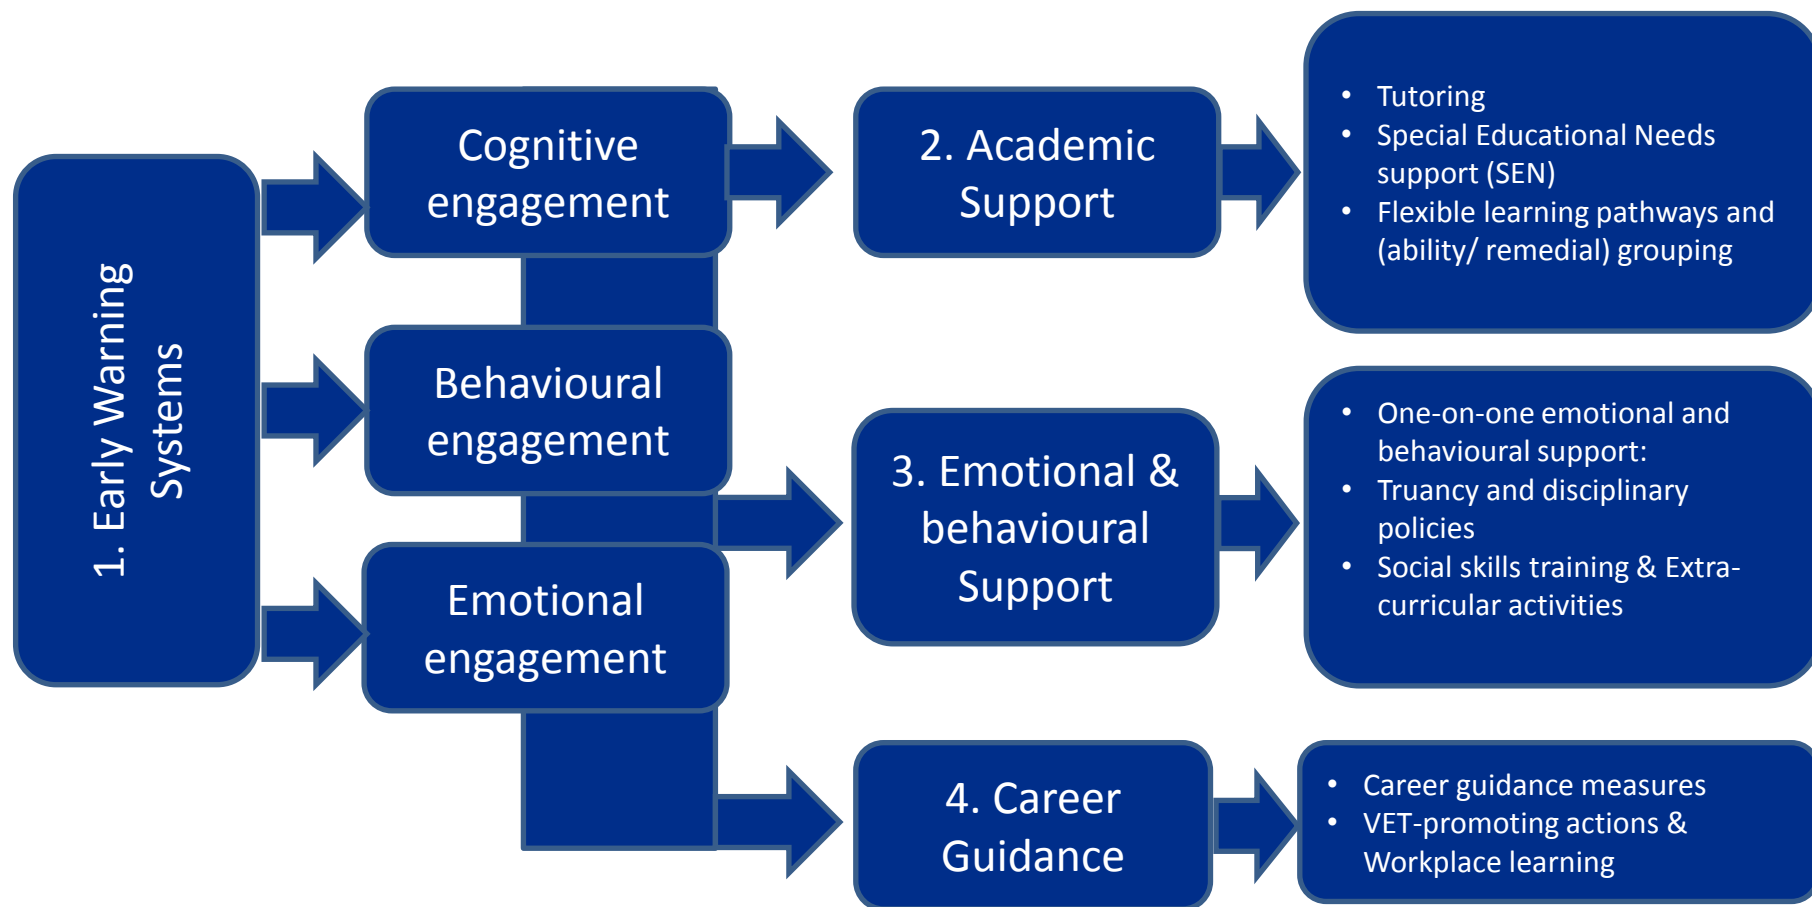 1. Early Warning
Systems
Cognitive
engagement
Behavioural
engagement
Emotional
engagement
2. Academic
Support
3. Emotional &
behavioural
Support
4. Career
Guidance
• Tutoring
• Special Educational Needs
support (SEN)
• Flexible learning pathways and
(ability/ remedial) grouping
• One-on-one emotional and
behavioural support:
• Truancy and disciplinary
policies
• Social skills training & Extra-
curricular activities
• Career guidance measures
• VET-promoting actions &
Workplace learning